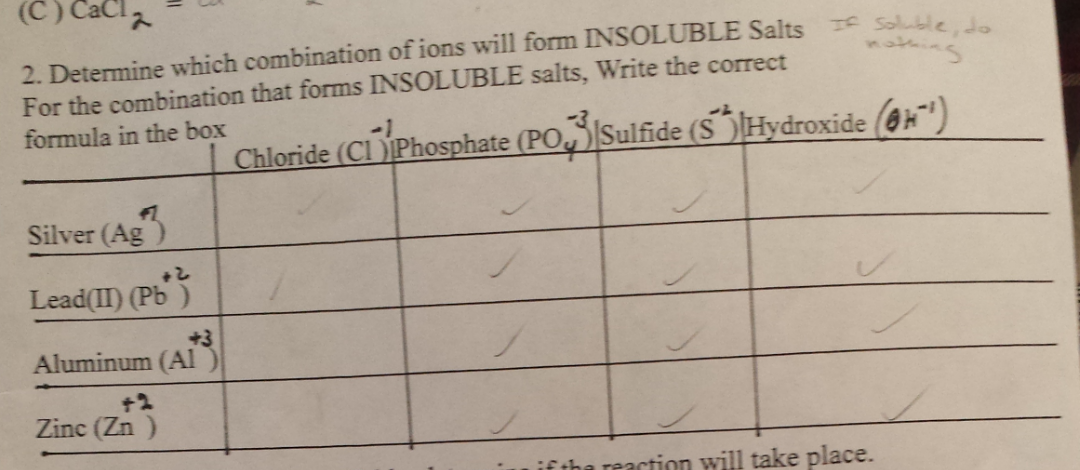 (C) CaCl₂ =
2. Determine which combination of ions will form INSOLUBLE Salts
If soluble, do
nothing
For the combination that forms INSOLUBLE salts, Write the correct
formula in the box
Chloride (Cl⁻¹) Phosphate (PO₄⁻³) Sulfide (S⁻²) Hydroxide (OH⁻¹)
Silver (Ag⁺¹) ✓ ✓ ✓ ✓
Lead(II) (Pb⁺²) ✓ ✓ ✓ ✓
Aluminum (Al⁺³) ✓ ✓ ✓
Zinc (Zn⁺²) ✓ ✓ ✓
if the reaction will take place.